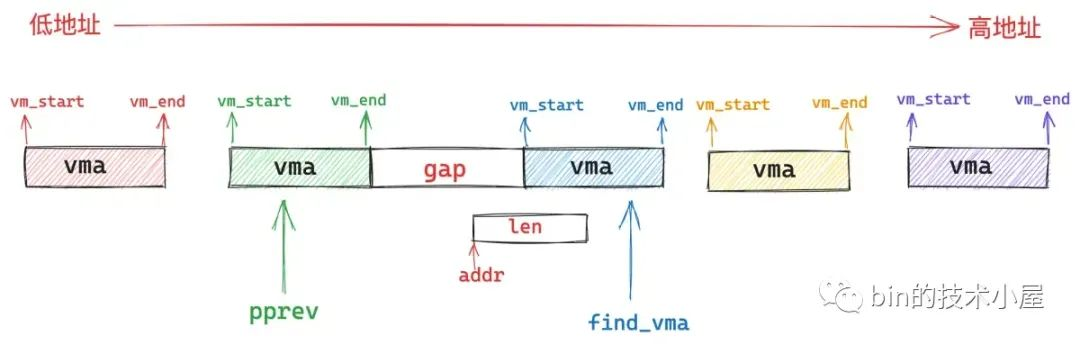 低地址
高地址
vm_start
vm_end
vm_start
vm_end
vm_start
vm_end
vm_start
vm_end
vm_start
vm_end
vma
vma
gap
vma
vma
vma
len
addr
pprev
find_vma
bin的技术小屋